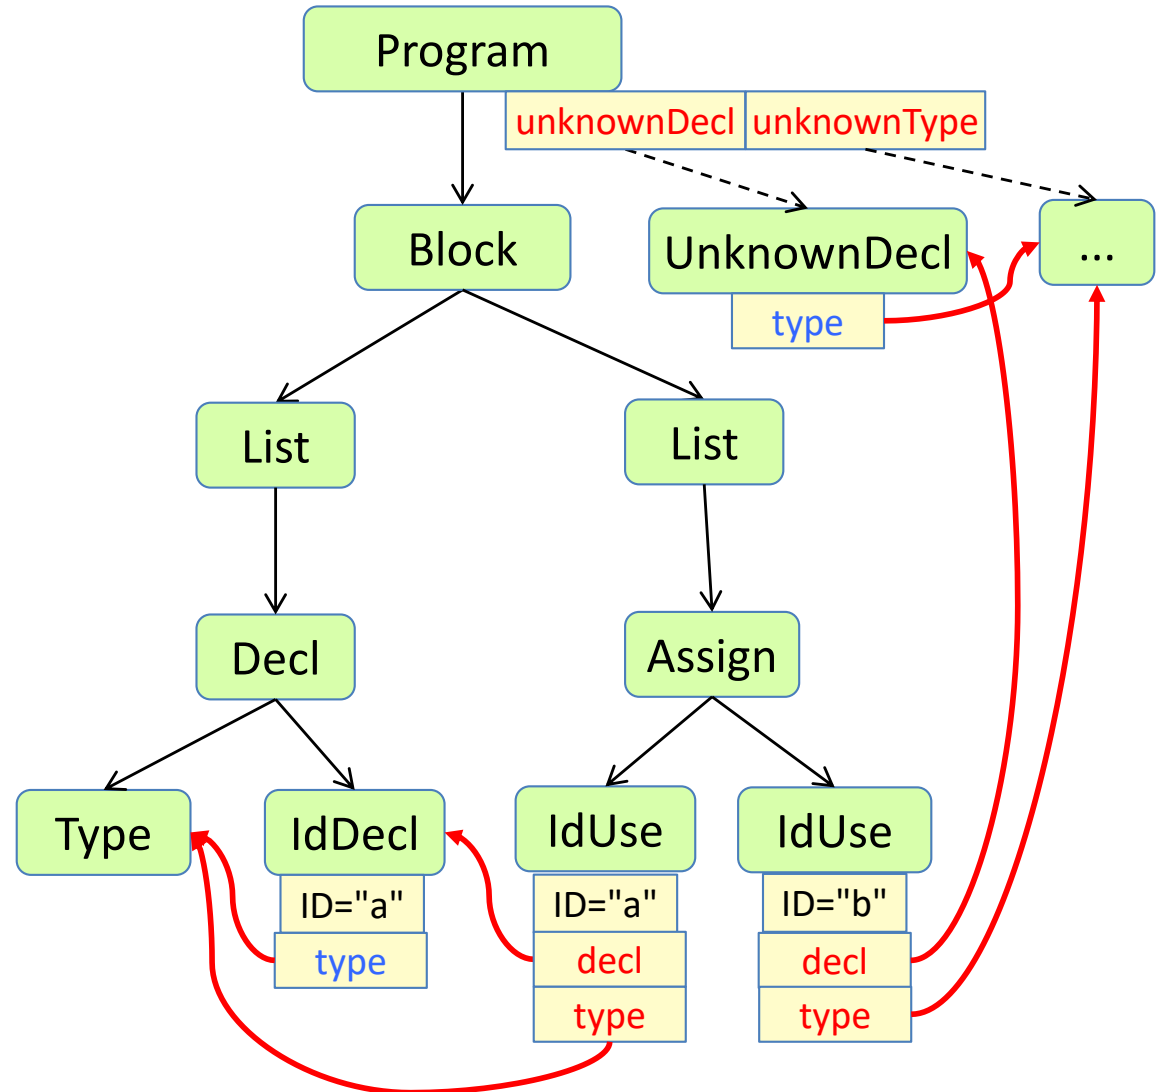 Program
unknownDecl unknownType
Block
UnknownDecl
...
type
List
List
Decl
Assign
Type
IdDecl
IdUse
IdUse
ID="a"
ID="a"
ID="b"
type
decl
decl
type
type